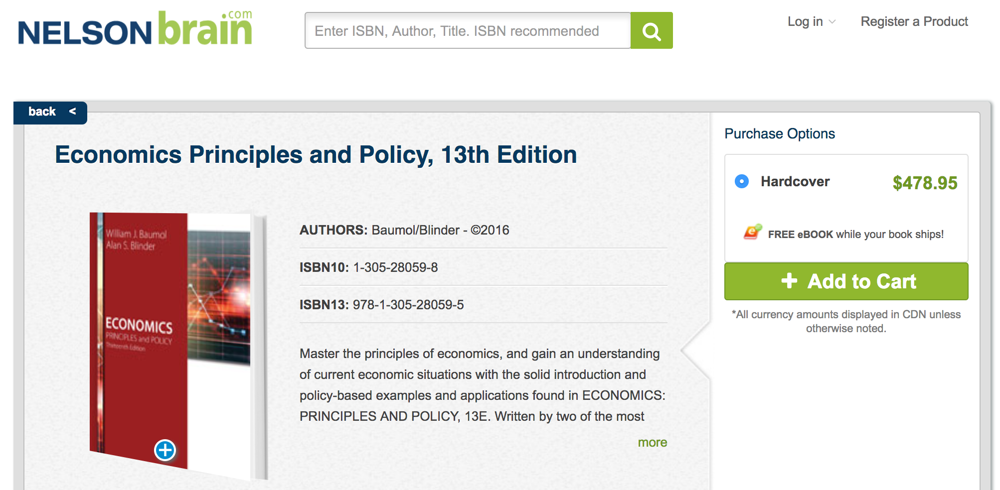 NELSONbrain.com
Enter ISBN, Author, Title. ISBN recommended
Log in
Register a Product
back <
Economics Principles and Policy, 13th Edition
William J. Baumol
Alan S. Blinder
ECONOMICS
PRINCIPLES and POLICY
Thirteenth Edition
AUTHORS: Baumol/Blinder - ©2016
ISBN10: 1-305-28059-8
ISBN13: 978-1-305-28059-5
Master the principles of economics, and gain an understanding
of current economic situations with the solid introduction and
policy-based examples and applications found in ECONOMICS:
PRINCIPLES AND POLICY, 13E. Written by two of the most
more
Purchase Options
Hardcover $478.95
FREE eBOOK while your book ships!
+ Add to Cart
*All currency amounts displayed in CDN unless
otherwise noted.